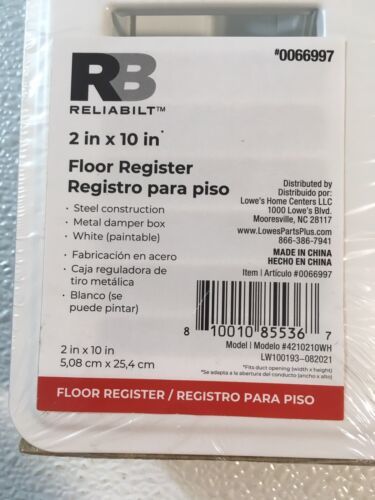 #0066997
RB
RELIABILT™
2 in x 10 in*
Floor Register
Registro para piso
· Steel construction
· Metal damper box
· White (paintable)
· Fabricación en acero
· Caja reguladora de
tiro metálica
· Blanco (se
puede pintar)
2 in x 10 in
5,08 cm x 25,4 cm
Distributed by
Distribuido por:
Lowe's Home Centers LLC
1000 Lowe's Blvd.
Mooresville, NC 28117
www.LowesPartsPlus.com
866-386-7941
MADE IN CHINA
HECHO EN CHINA
Item | Artículo #0066997
8 10010 85536 7
Model | Modelo #4210210WH
LW100193–082021
*Fits duct opening (width x height)
*Se adapta a la abertura del conducto (ancho x alto)
FLOOR REGISTER / REGISTRO PARA PISO